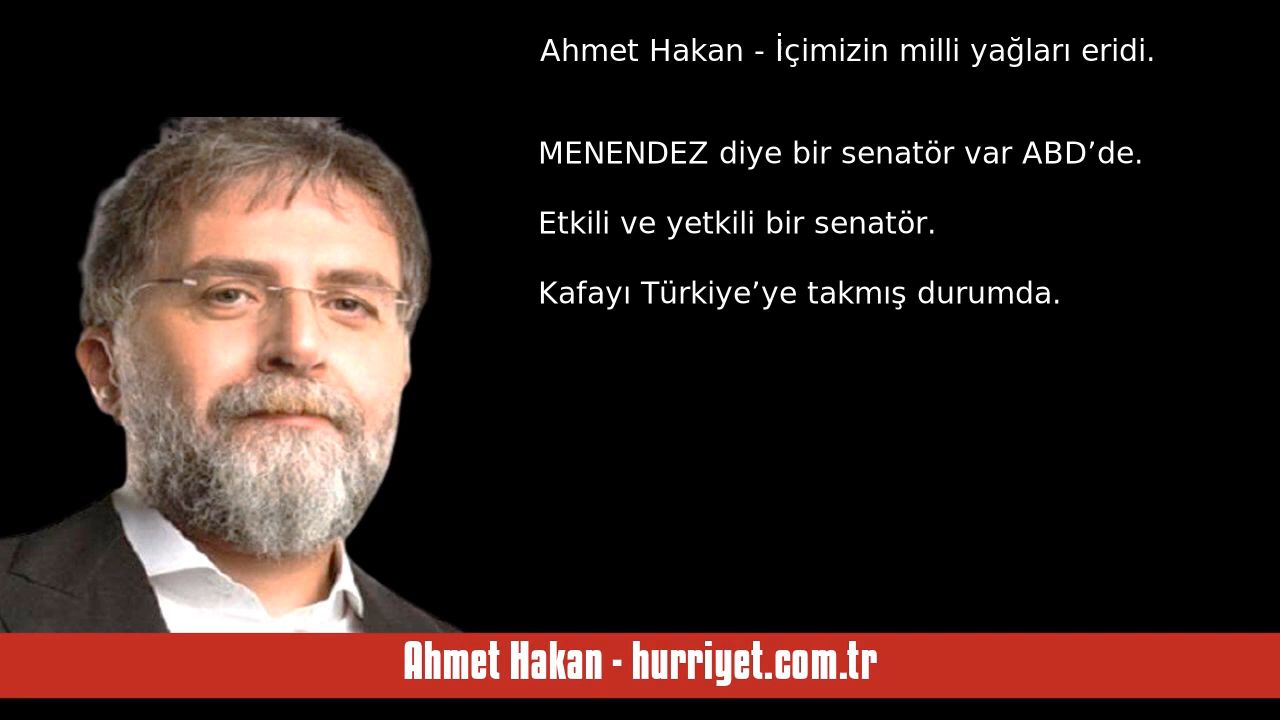 Ahmet Hakan - İçimizin milli yağları eridi.
MENENDEZ diye bir senatör var ABD’de.
Etkili ve yetkili bir senatör.
Kafayı Türkiye’ye takmış durumda.
Ahmet Hakan - hurriyet.com.tr